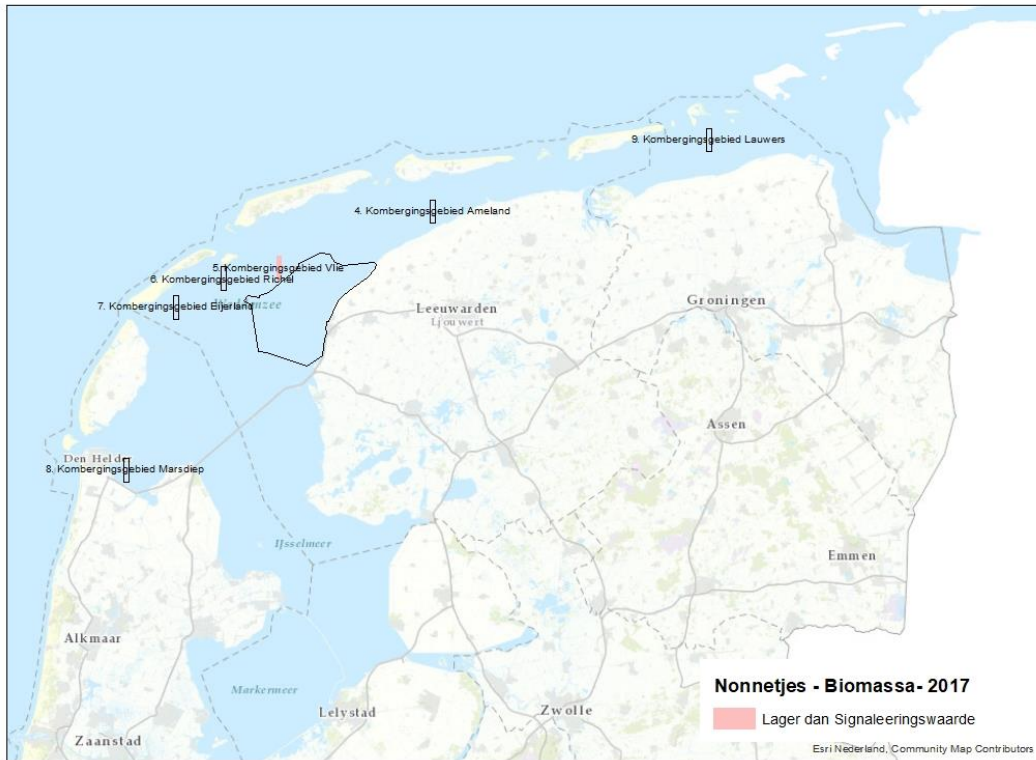 9. Kombergingsgebied Lauwers
4. Kombergingsgebied Ameland
5. Kombergingsgebied Vlie
6. Kombergingsgebied Richel
7. Kombergingsgebied Eijerland
Leeuwarden
Ljouwert
Groningen
Assen
Den Helder
8. Kombergingsgebied Marsdiep
IJsselmeer
Emmen
Alkmaar
Markermeer
Lelystad
Zwolle
Zaanstad
Nonnetjes - Biomassa- 2017
Lager dan Signaleringswaarde
Esri Nederland, Community Map Contributors